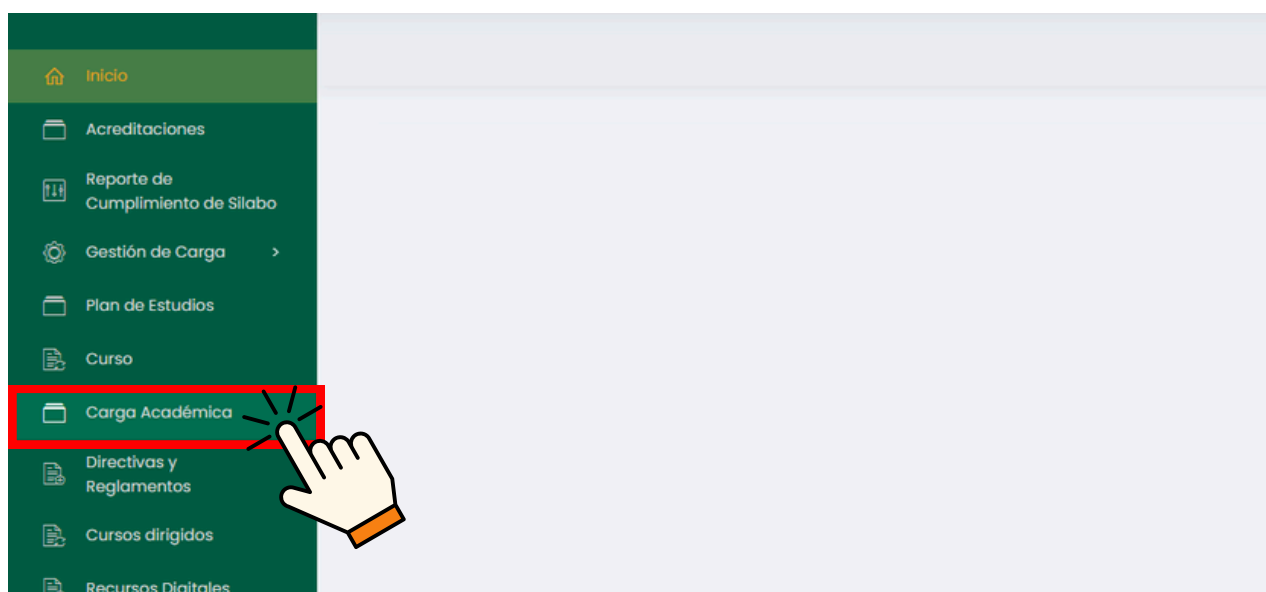 Inicio
Acreditaciones
Reporte de
Cumplimiento de Silabo
Gestión de Carga
Plan de Estudios
Curso
Carga Académica
Directivas y
Reglamentos
Cursos dirigidos
Recursos Digitales